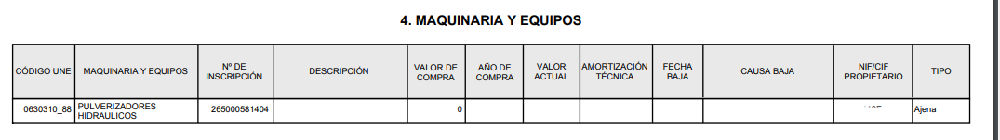 4. MAQUINARIA Y EQUIPOS
CÓDIGO UNE MAQUINARIA Y EQUIPOS Nº DE INSCRIPCIÓN DESCRIPCIÓN VALOR DE COMPRA AÑO DE COMPRA VALOR ACTUAL AMORTIZACIÓN TÉCNICA FECHA BAJA CAUSA BAJA NIF/CIF PROPIETARIO TIPO
0630310_88 PULVERIZADORES HIDRAULICOS 265000581404 0 Ajena